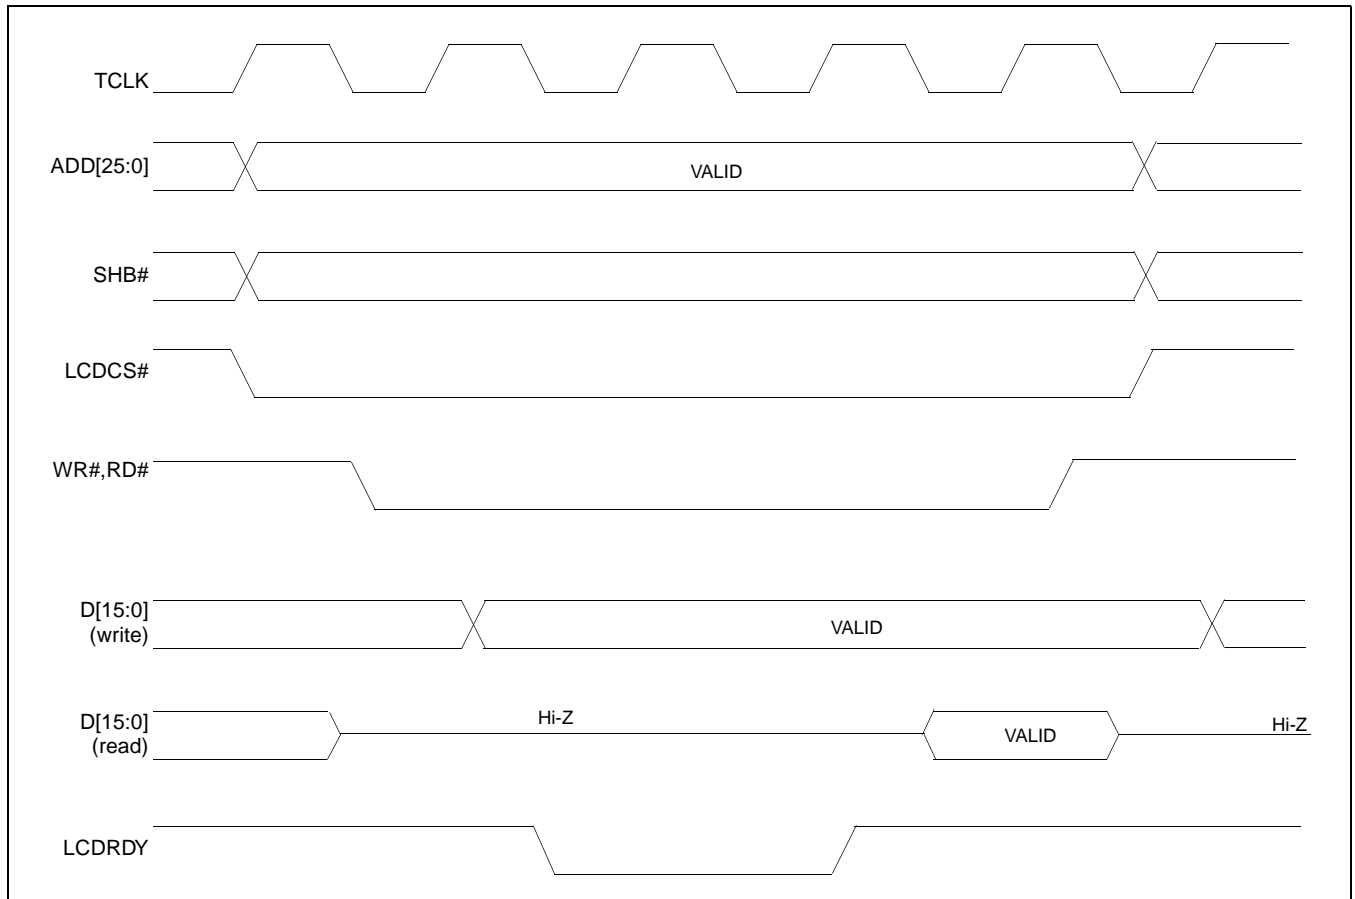 TCLK
ADD[25:0]
VALID
SHB#
LCDCS#
WR#,RD#
D[15:0]
(write)
VALID
D[15:0]
(read)
Hi-Z
VALID
Hi-Z
LCDRDY